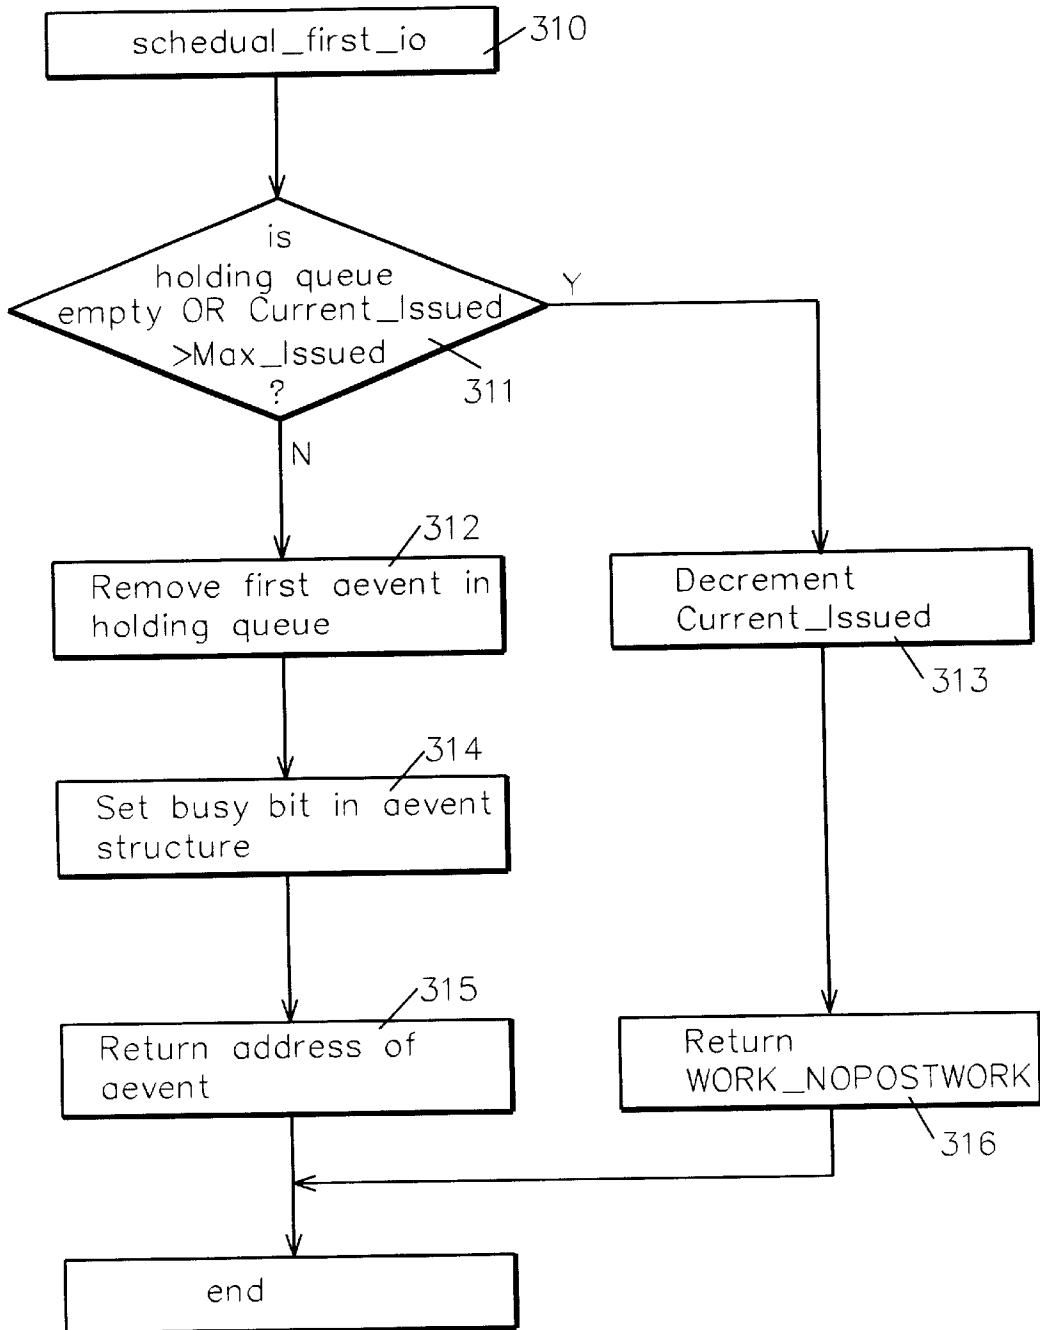 schedual_first_io
310
is
holding queue
empty OR Current_Issued
>Max_Issued
?
311
Y
N
312
Remove first aevent in
holding queue
Decrement
Current_Issued
313
314
Set busy bit in aevent
structure
315
Return address of
aevent
Return
WORK_NOPOSTWORK
316
end